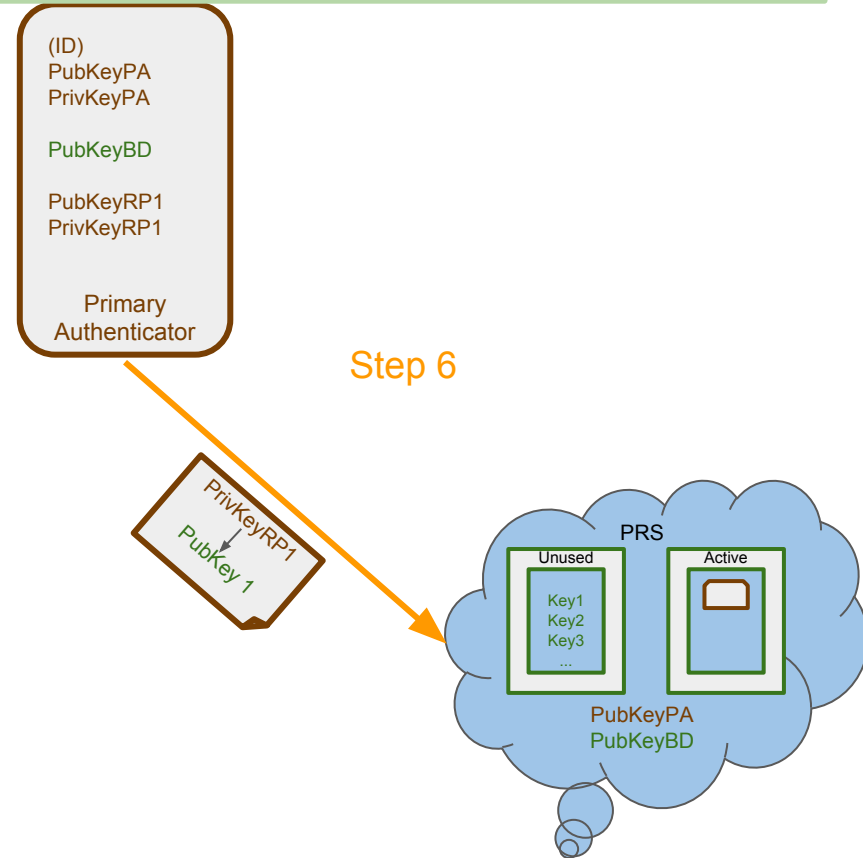 (ID)
PubKeyPA
PrivKeyPA
PubKeyBD
PubKeyRP1
PrivKeyRP1
Primary
Authenticator
Step 6
PrivKeyRP1
PubKey 1
PRS
Unused
Key1
Key2
Key3
...
Active
PubKeyPA
PubKeyBD